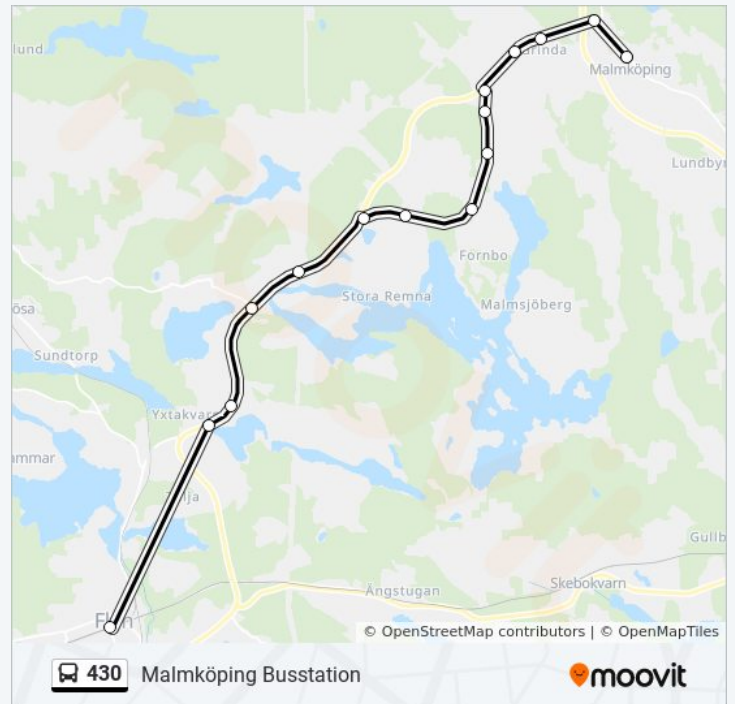 lund
Malmköping
Lundby
Fornbo
Stora Remna
Malmsjöberg
ösa
Sundtorp
Yxtakvarn
ammar
Gullb
Skebokvarn
Ångstugan
© OpenStreetMap contributors | © OpenMapTiles
430 Malmköping Busstation
moovit